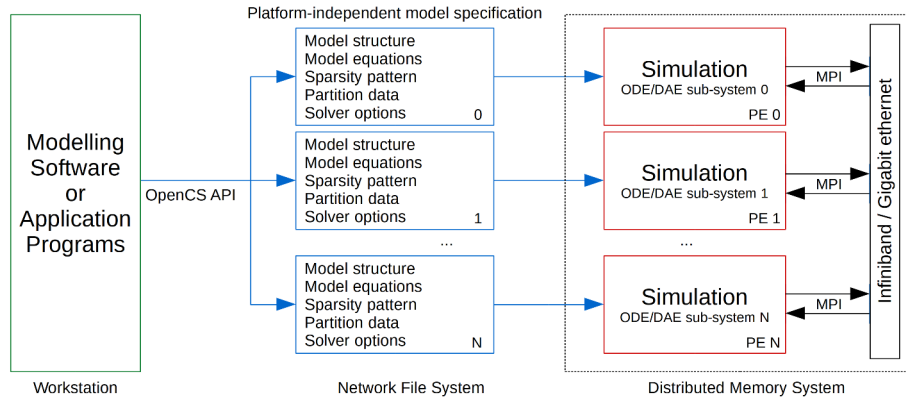 Platform-independent model specification
Modelling
Software
or
Application
Programs
OpenCS API
Model structure
Model equations
Sparsity pattern
Partition data
Solver options 0
Simulation
ODE/DAE sub-system 0
PE 0
MPI
Model structure
Model equations
Sparsity pattern
Partition data
Solver options 1
Simulation
ODE/DAE sub-system 1
PE 1
MPI
...
...
Model structure
Model equations
Sparsity pattern
Partition data
Solver options N
Simulation
ODE/DAE sub-system N
PE N
MPI
Infiniband / Gigabit ethernet
Workstation
Network File System
Distributed Memory System